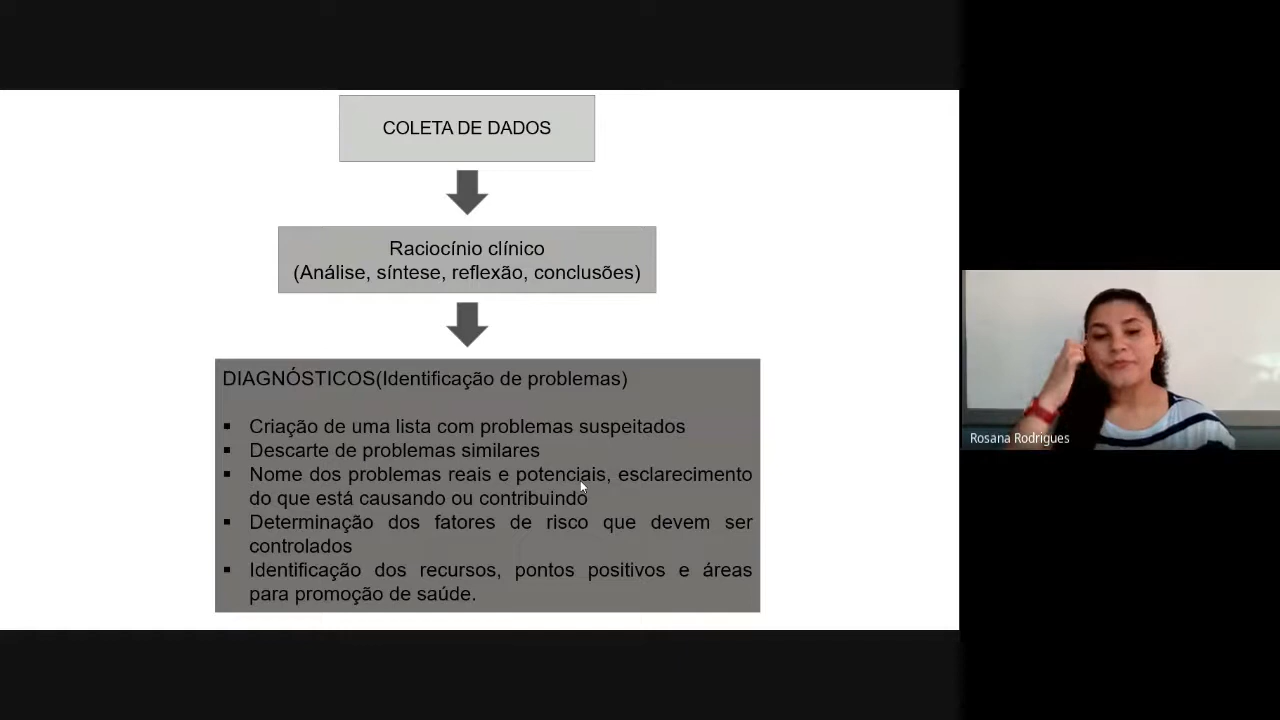 COLETA DE DADOS
Raciocínio clínico
(Análise, síntese, reflexão, conclusões)
DIAGNÓSTICOS(Identificação de problemas)
▪ Criação de uma lista com problemas suspeitados
▪ Descarte de problemas similares
▪ Nome dos problemas reais e potenciais, esclarecimento
do que está causando ou contribuindo
▪ Determinação dos fatores de risco que devem ser
controlados
▪ Identificação dos recursos, pontos positivos e áreas
para promoção de saúde.
Rosana Rodrigues